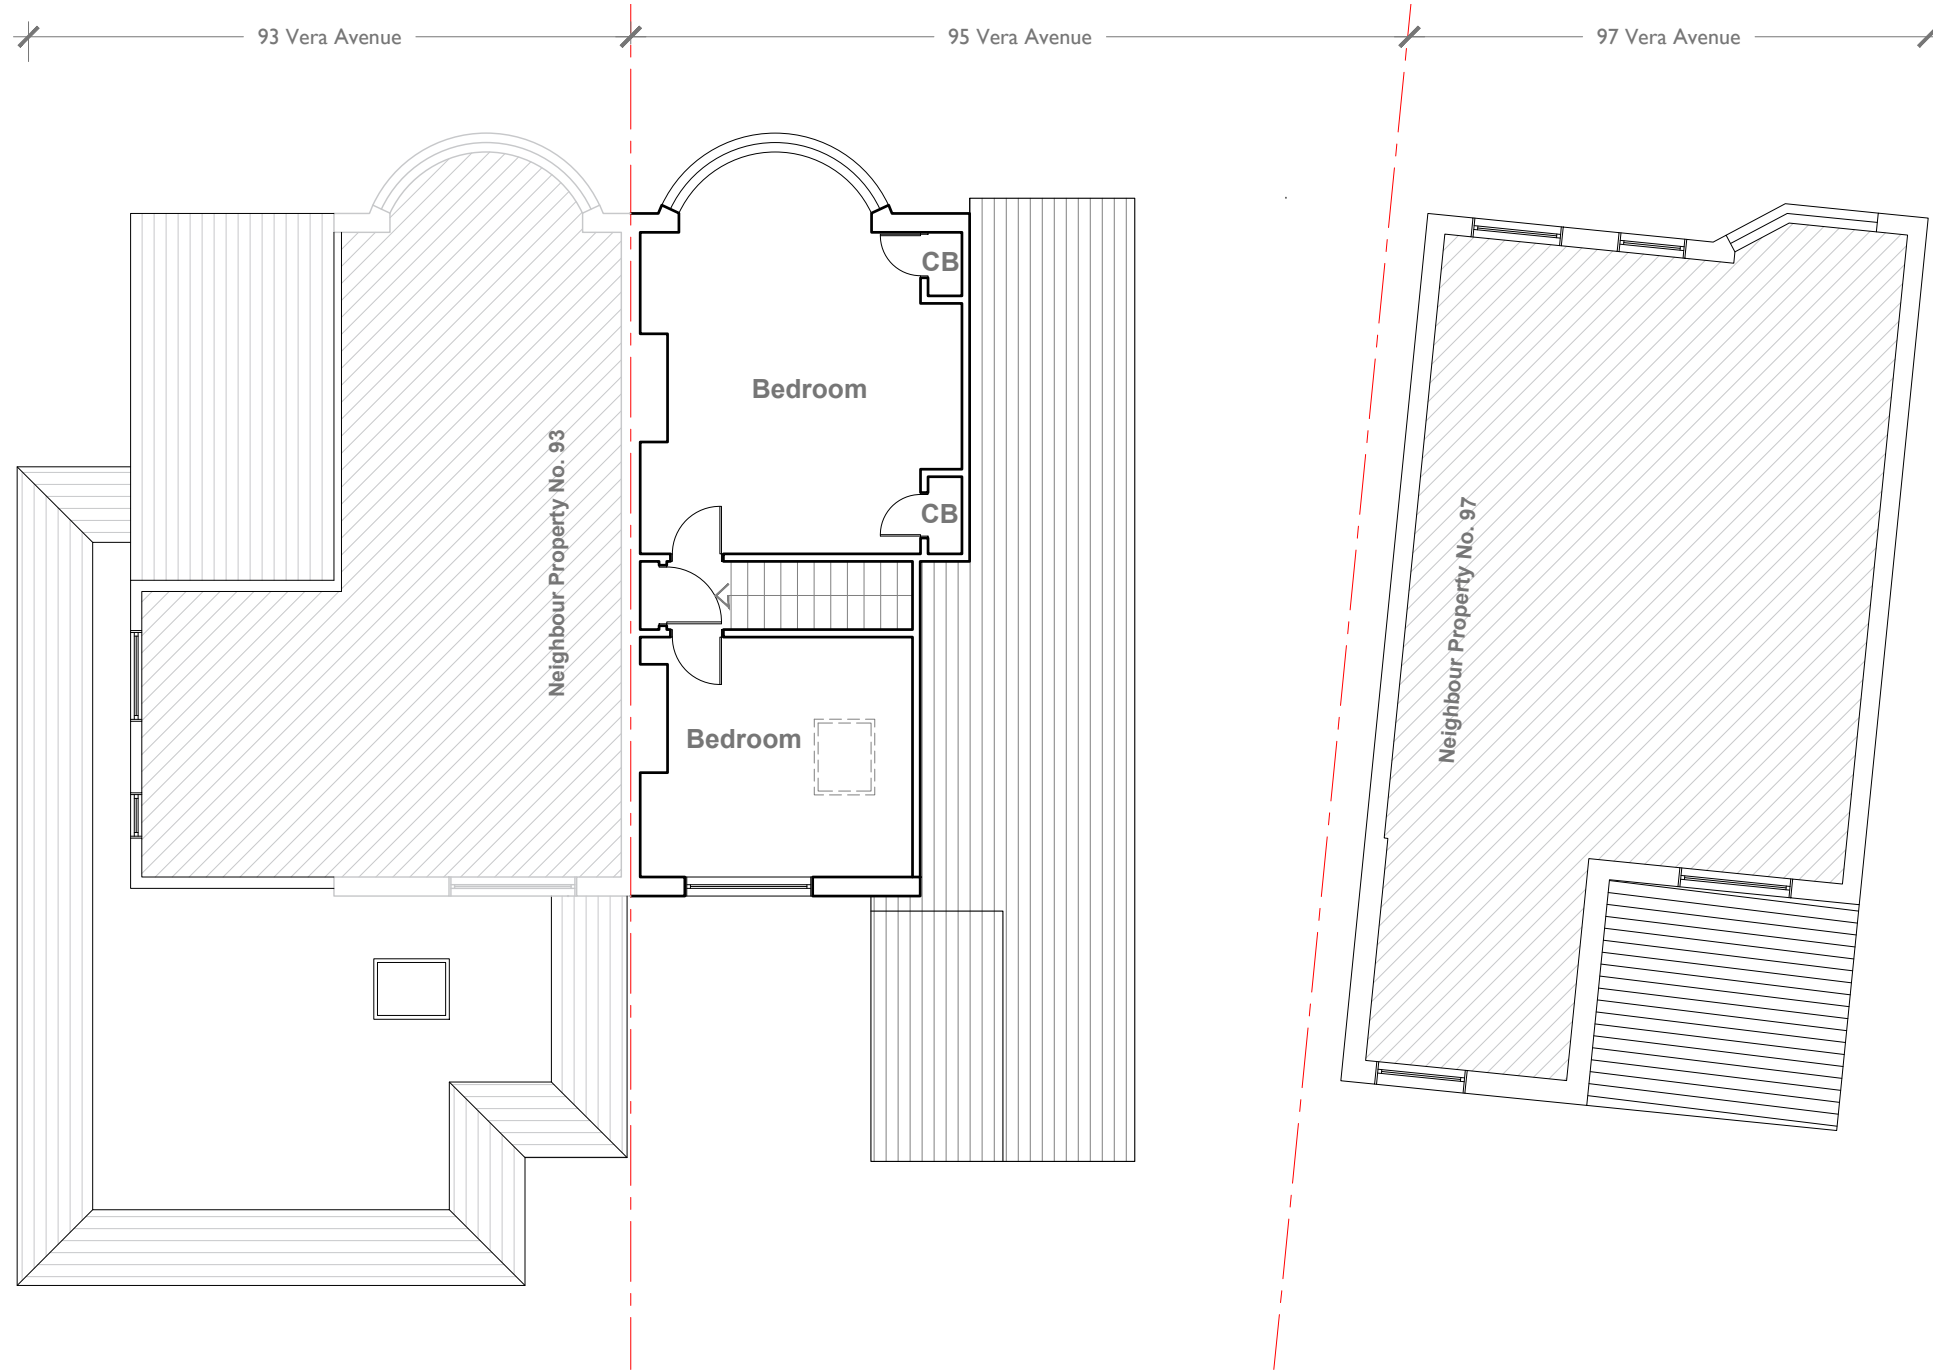 93 Vera Avenue
95 Vera Avenue
97 Vera Avenue
CB
Bedroom
Neighbour Property No. 93
CB
Neighbour Property No. 97
Bedroom